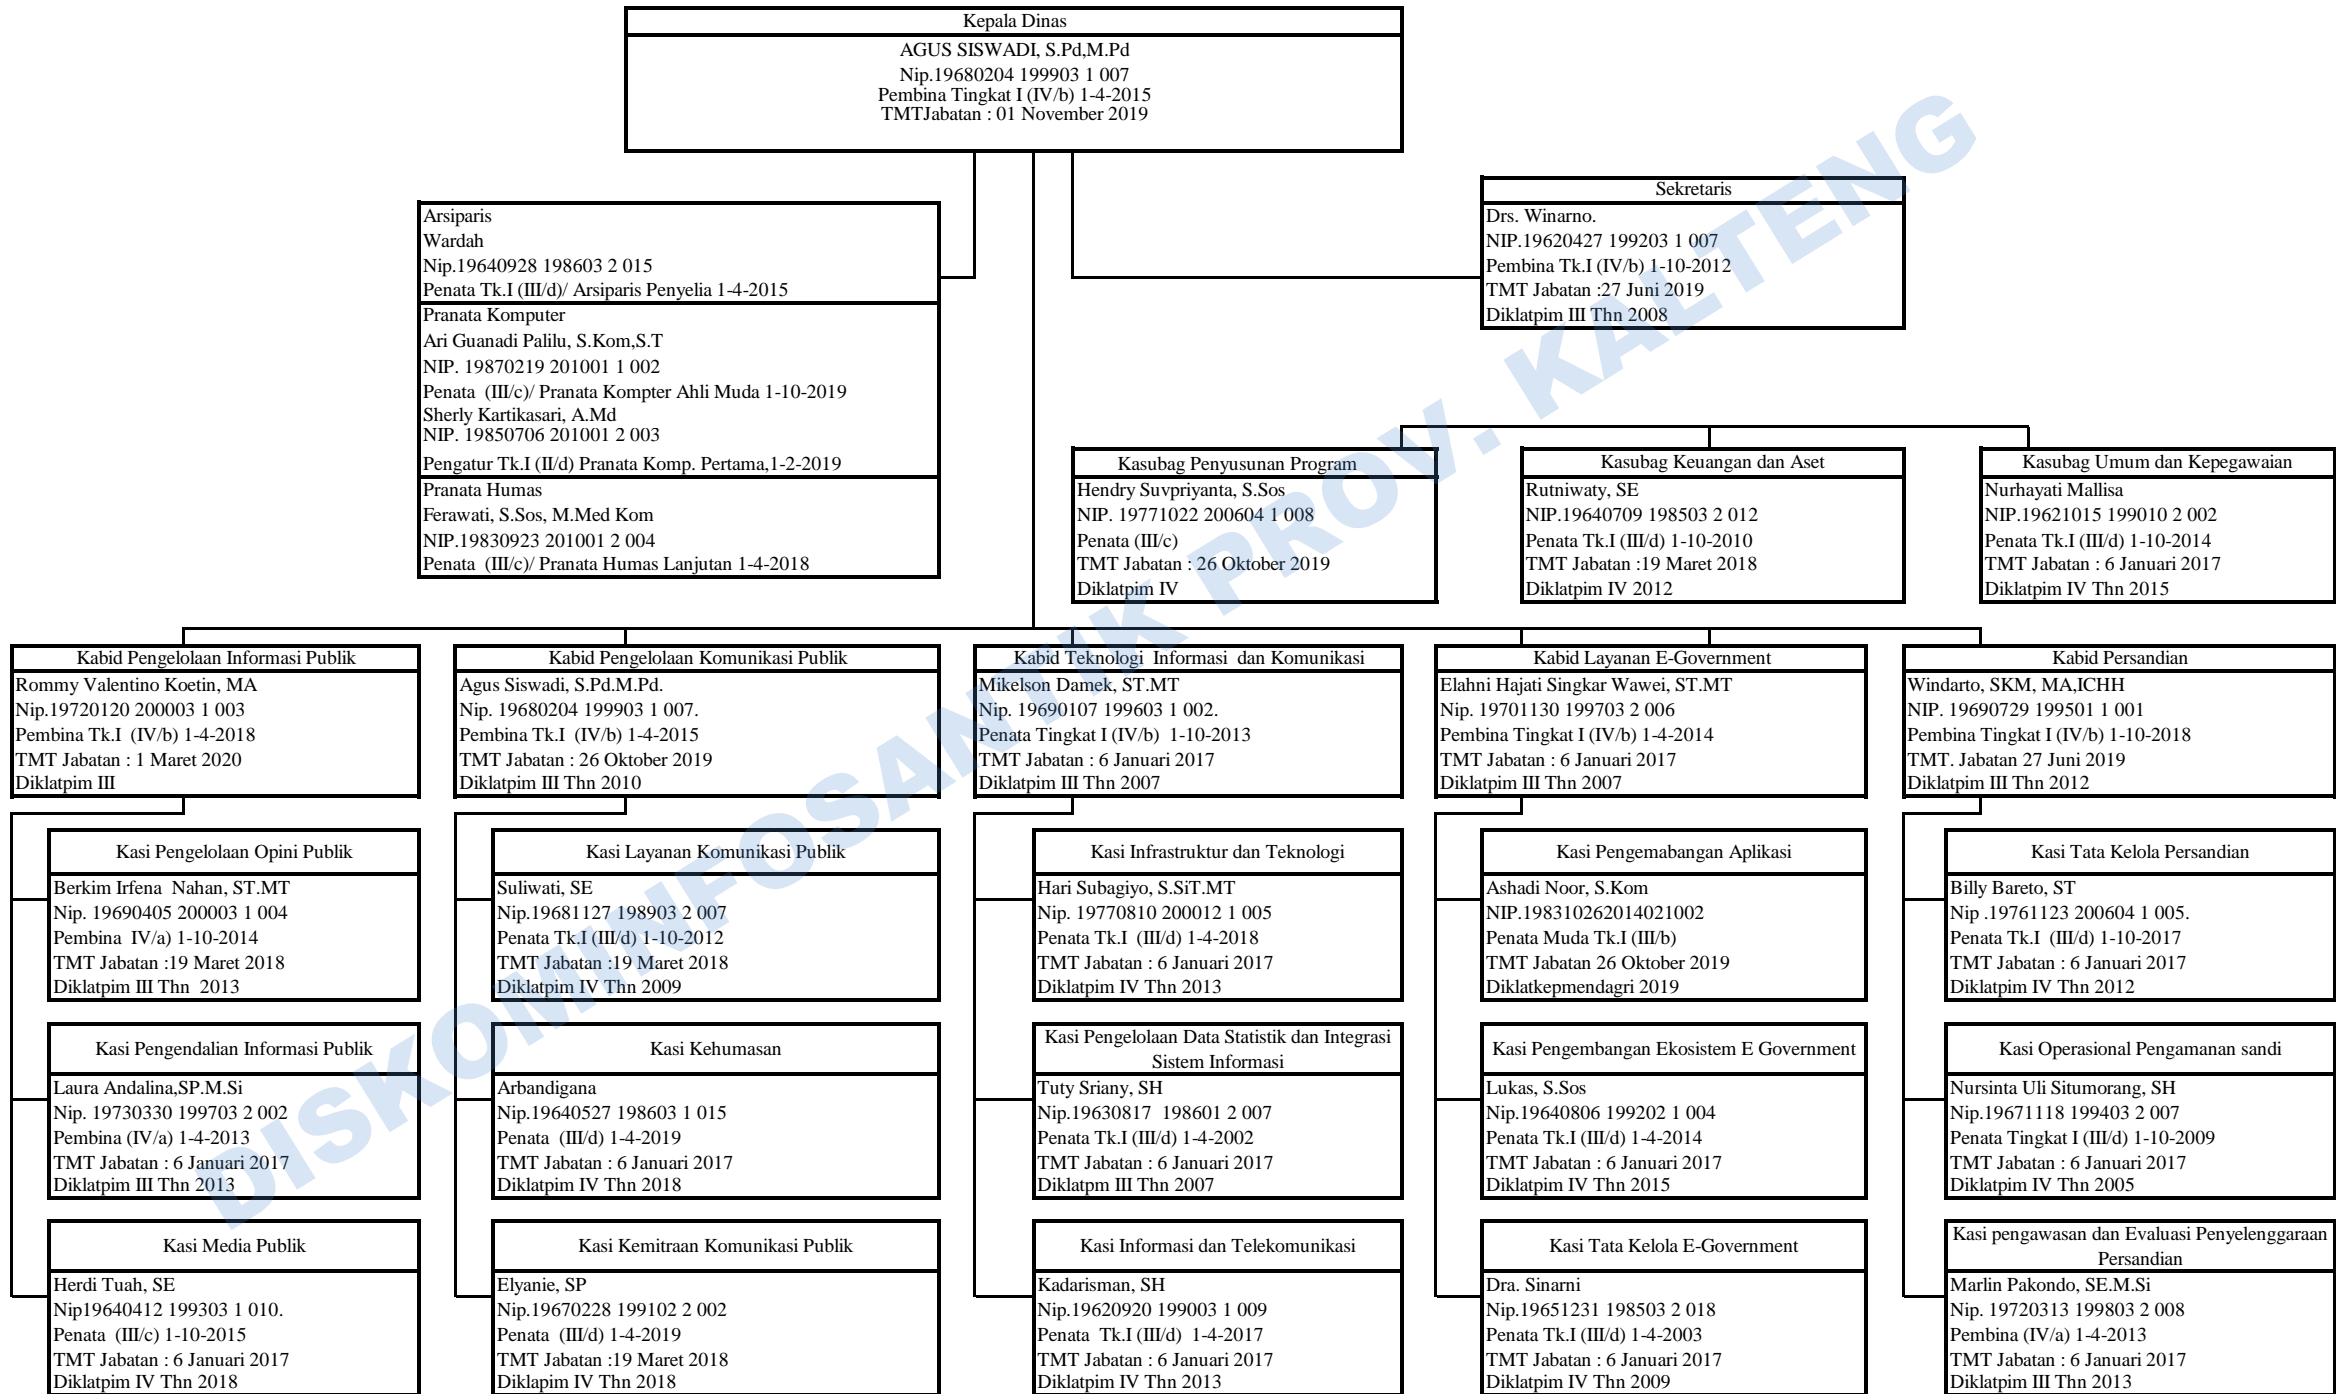 Kepala Dinas
AGUS SISWADI, S.Pd,M.Pd
Nip.19680204 199903 1 007
Pembina Tingkat I (IV/b) 1-4-2015
TMTJabatan : 01 November 2019
Sekretaris
Drs. Winarno.
NIP.19620427 199203 1 007
Pembina Tk.I (IV/b) 1-10-2012
TMT Jabatan :27 Juni 2019
Diklatpim III Thn 2008
Arsiparis
Wardah
Nip.19640928 198603 2 015
Penata Tk.I (III/d)/ Arsiparis Penyelia 1-4-2015
Pranata Komputer
Ari Guanadi Palilu, S.Kom,S.T
NIP. 19870219 201001 1 002
Penata (III/c)/ Pranata Kompter Ahli Muda 1-10-2019
Sherly Kartikasari, A.Md
NIP. 19850706 201001 2 003
Pengatur Tk.I (II/d) Pranata Komp. Pertama,1-2-2019
Pranata Humas
Ferawati, S.Sos, M.Med Kom
NIP.19830923 201001 2 004
Penata (III/c)/ Pranata Humas Lanjutan 1-4-2018
Kasubag Penyusunan Program
Hendry Suvpriyanta, S.Sos
NIP. 19771022 200604 1 008
Penata (III/c)
TMT Jabatan : 26 Oktober 2019
Diklatpim IV
Kasubag Keuangan dan Aset
Rutniwaty, SE
NIP.19640709 198503 2 012
Penata Tk.I (III/d) 1-10-2010
TMT Jabatan :19 Maret 2018
Diklatpim IV 2012
Kasubag Umum dan Kepegawaian
Nurhayati Mallisa
NIP.19621015 199010 2 002
Penata Tk.I (III/d) 1-10-2014
TMT Jabatan : 6 Januari 2017
Diklatpim IV Thn 2015
Kabid Pengelolaan Informasi Publik
Rommy Valentino Koetin, MA
Nip.19720120 200003 1 003
Pembina Tk.I (IV/b) 1-4-2018
TMT Jabatan : 1 Maret 2020
Diklatpim III
Kasi Pengelolaan Opini Publik
Berkim Irfena Nahan, ST.MT
Nip. 19690405 200003 1 004
Pembina IV/a) 1-10-2014
TMT Jabatan :19 Maret 2018
Diklatpim III Thn 2013
Kasi Pengendalian Informasi Publik
Laura Andalina,SP.M.Si
Nip. 19730330 199703 2 002
Pembina (IV/a) 1-4-2013
TMT Jabatan : 6 Januari 2017
Diklatpim III Thn 2013
Kasi Media Publik
Herdi Tuah, SE
Nip19640412 199303 1 010.
Penata (III/c) 1-10-2015
TMT Jabatan : 6 Januari 2017
Diklatpim IV Thn 2018
Kabid Pengelolaan Komunikasi Publik
Agus Siswadi, S.Pd.M.Pd.
Nip. 19680204 199903 1 007.
Pembina Tk.I (IV/b) 1-4-2015
TMT Jabatan : 26 Oktober 2019
Diklatpim III Thn 2010
Kasi Layanan Komunikasi Publik
Suliwati, SE
Nip.19681127 198903 2 007
Penata Tk.I (III/d) 1-10-2012
TMT Jabatan :19 Maret 2018
Diklatpim IV Thn 2009
Kasi Kehumasan
Arbandigana
Nip.19640527 198603 1 015
Penata (III/d) 1-4-2019
TMT Jabatan : 6 Januari 2017
Diklatpim IV Thn 2018
Kasi Kemitraan Komunikasi Publik
Elyanie, SP
Nip.19670228 199102 2 002
Penata (III/d) 1-4-2019
TMT Jabatan :19 Maret 2018
Diklapim IV Thn 2018
Kabid Teknologi Informasi dan Komunikasi
Mikelson Damek, ST.MT
Nip. 19690107 199603 1 002.
Penata Tingkat I (IV/b) 1-10-2013
TMT Jabatan : 6 Januari 2017
Diklatpim III Thn 2007
Kasi Infrastruktur dan Teknologi
Hari Subagiyo, S.SiT.MT
Nip. 19770810 200012 1 005
Penata Tk.I (III/d) 1-4-2018
TMT Jabatan : 6 Januari 2017
Diklatpim IV Thn 2013
Kasi Pengelolaan Data Statistik dan Integrasi
Sistem Informasi
Tuty Sriany, SH
Nip.19630817 198601 2 007
Penata Tk.I (III/d) 1-4-2002
TMT Jabatan : 6 Januari 2017
Diklatpm III Thn 2007
Kasi Informasi dan Telekomunikasi
Kadarisman, SH
Nip.19620920 199003 1 009
Penata Tk.I (III/d) 1-4-2017
TMT Jabatan : 6 Januari 2017
Diklatpim IV Thn 2013
Kabid Layanan E-Government
Elahni Hajati Singkar Wawei, ST.MT
Nip. 19701130 199703 2 006
Pembina Tingkat I (IV/b) 1-4-2014
TMT Jabatan : 6 Januari 2017
Diklatpim III Thn 2007
Kasi Pengemabangan Aplikasi
Ashadi Noor, S.Kom
NIP.198310262014021002
Penata Muda Tk.I (III/b)
TMT Jabatan 26 Oktober 2019
Diklatkepmendagri 2019
Kasi Pengembangan Ekosistem E Government
Lukas, S.Sos
Nip.19640806 199202 1 004
Penata Tk.I (III/d) 1-4-2014
TMT Jabatan : 6 Januari 2017
Diklatpim IV Thn 2015
Kasi Tata Kelola E-Government
Dra. Sinarni
Nip.19651231 198503 2 018
Penata Tk.I (III/d) 1-4-2003
TMT Jabatan : 6 Januari 2017
Diklatpim IV Thn 2009
Kabid Persandian
Windarto, SKM, MA,ICHH
NIP. 19690729 199501 1 001
Pembina Tingkat I (IV/b) 1-10-2018
TMT. Jabatan 27 Juni 2019
Diklatpim III Thn 2012
Kasi Tata Kelola Persandian
Billy Bareto, ST
Nip .19761123 200604 1 005.
Penata Tk.I (III/d) 1-10-2017
TMT Jabatan : 6 Januari 2017
Diklatpim IV Thn 2012
Kasi Operasional Pengamanan sandi
Nursinta Uli Situmorang, SH
Nip.19671118 199403 2 007
Penata Tingkat I (III/d) 1-10-2009
TMT Jabatan : 6 Januari 2017
Diklatpim IV Thn 2005
Kasi pengawasan dan Evaluasi Penyelenggaraan
Persandian
Marlin Pakondo, SE.M.Si
Nip. 19720313 199803 2 008
Pembina (IV/a) 1-4-2013
TMT Jabatan : 6 Januari 2017
Diklatpim III Thn 2013
DISKOMINFOSANTIK PROV. KALTENG